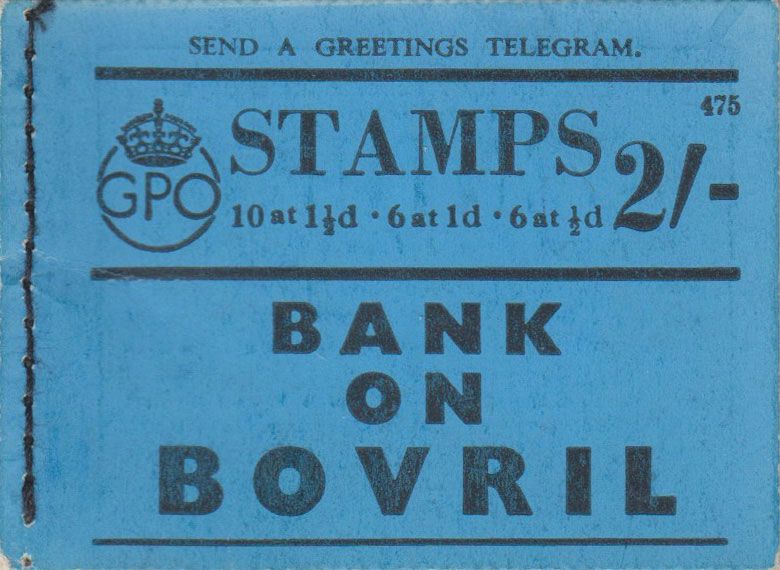 SEND A GREETINGS TELEGRAM.
475
STAMPS
GPO
2/-
10 at 1½d · 6 at 1d · 6 at ½d
BANK
ON
BOVRIL